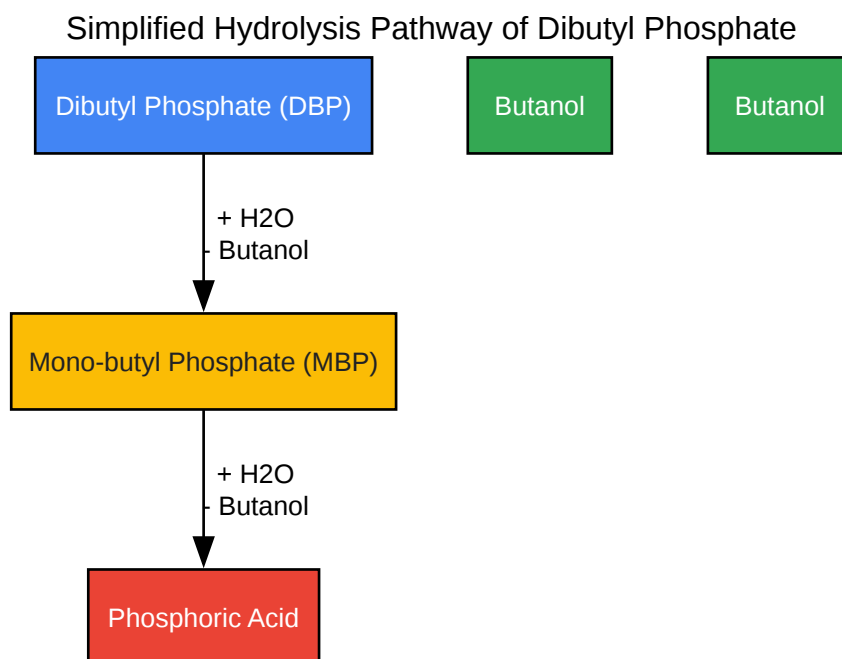 Simplified Hydrolysis Pathway of Dibutyl Phosphate
Dibutyl Phosphate (DBP)
Butanol
Butanol
+ H2O
- Butanol
Mono-butyl Phosphate (MBP)
+ H2O
- Butanol
Phosphoric Acid